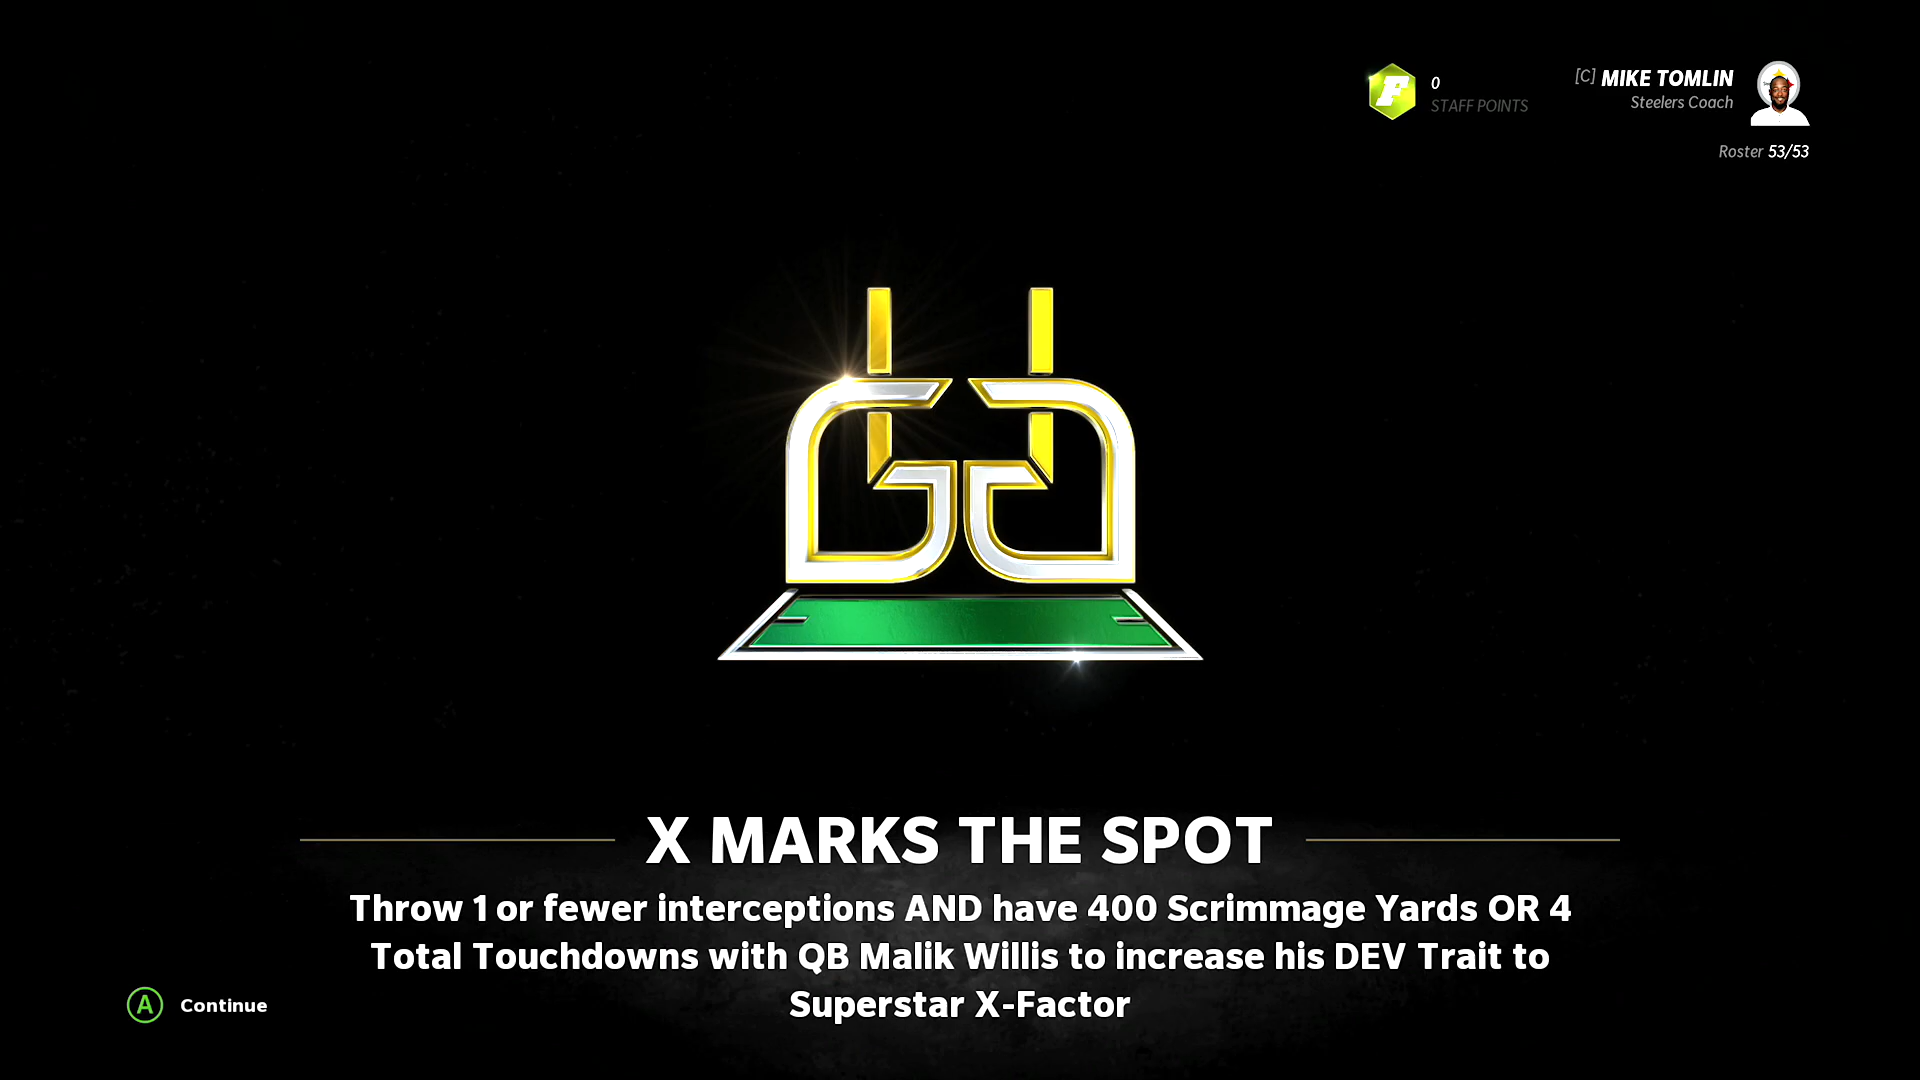 F
0
STAFF POINTS
[C] MIKE TOMLIN
Steelers Coach
Roster 53/53
X MARKS THE SPOT
Throw 1 or fewer interceptions AND have 400 Scrimmage Yards OR 4
Total Touchdowns with QB Malik Willis to increase his DEV Trait to
Superstar X-Factor
A Continue